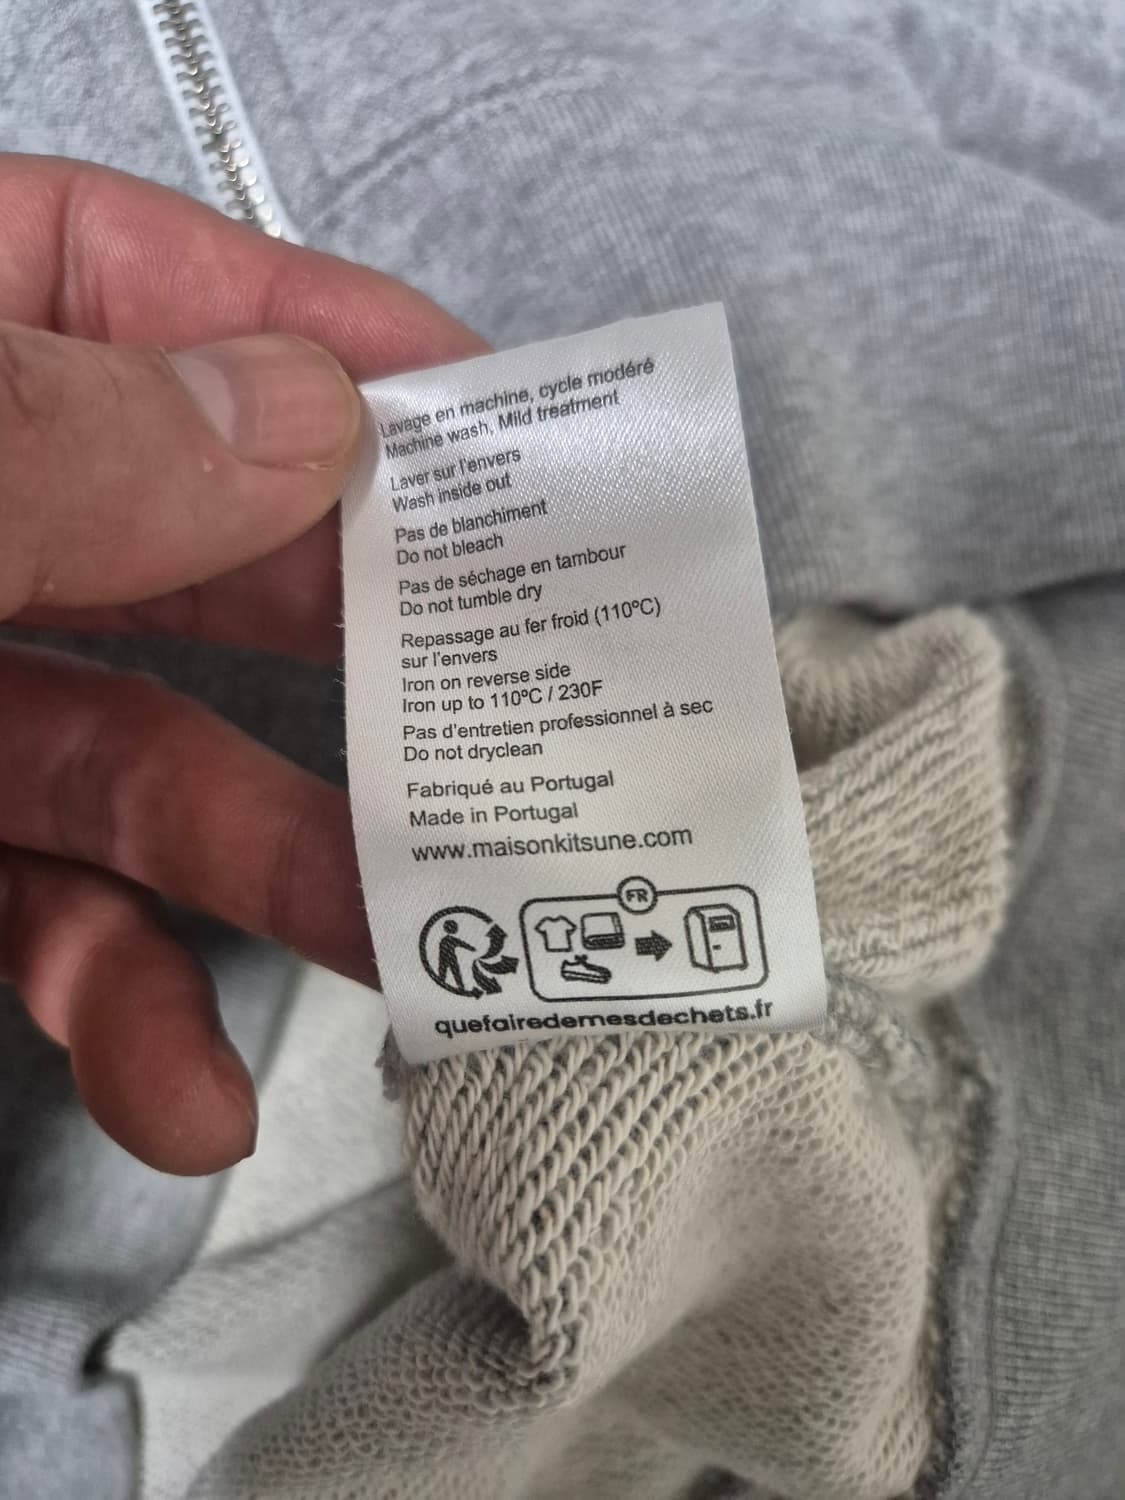 Lavage en machine, cycle modéré
Machine wash, Mild treatment
Laver sur l'envers
Wash inside out
Pas de blanchiment
Do not bleach
Pas de séchage en tambour
Do not tumble dry
Repassage au fer froid (110°C)
sur l'envers
Iron on reverse side
Iron up to 110°C / 230F
Pas d'entretien professionnel à sec
Do not dryclean
Fabriqué au Portugal
Made in Portugal
www.maisonkitsune.com
FR
quefairedemesdechets.fr